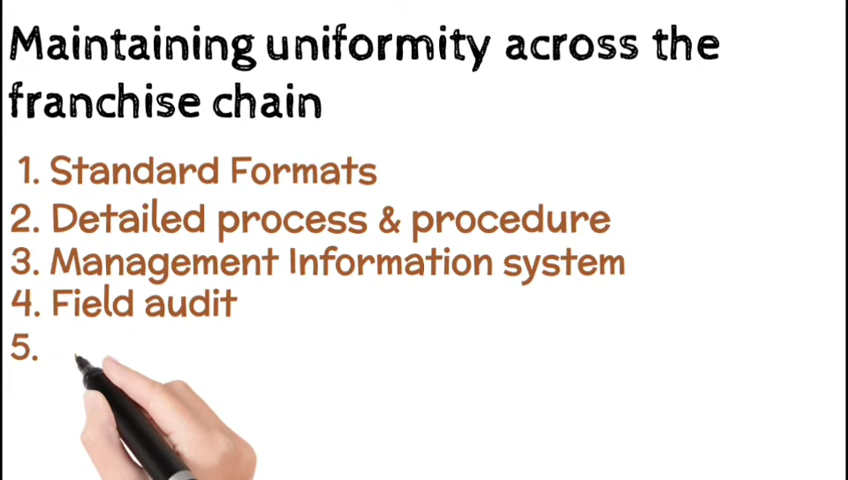 Maintaining uniformity across the
franchise chain
1. Standard Formats
2. Detailed process & procedure
3. Management Information system
4. Field audit
5.